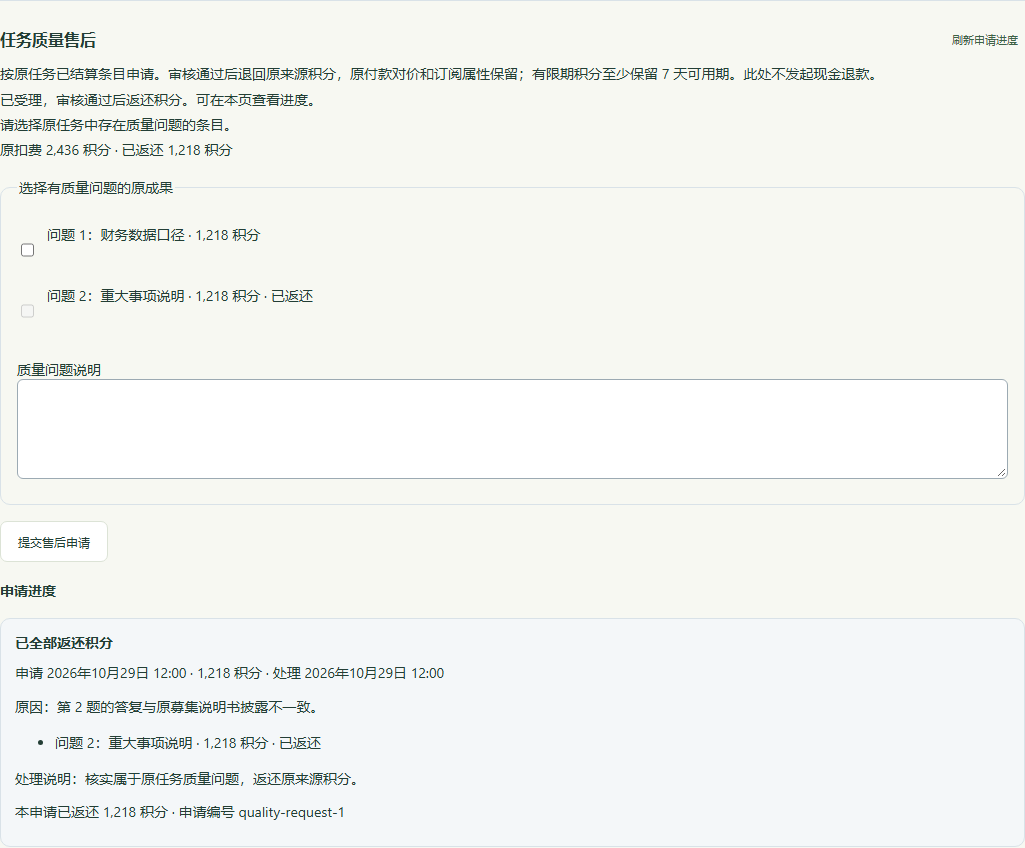 任务质量售后
刷新申请进度
按原任务已结算条目申请。审核通过后退回原来源积分，原付款对价和订阅属性保留；有限期积分至少保留 7 天可用期。此处不发起现金退款。
已受理，审核通过后返还积分。可在本页查看进度。
请选择原任务中存在质量问题的条目。
原扣费 2,436 积分 · 已返还 1,218 积分
选择有质量问题的原成果
问题 1：财务数据口径 · 1,218 积分
问题 2：重大事项说明 · 1,218 积分 · 已返还
质量问题说明
提交售后申请
申请进度
已全部返还积分
申请 2026年10月29日 12:00 · 1,218 积分 · 处理 2026年10月29日 12:00
原因：第 2 题的答复与原募集说明书披露不一致。
• 问题 2：重大事项说明 · 1,218 积分 · 已返还
处理说明：核实属于原任务质量问题，返还原来源积分。
本申请已返还 1,218 积分 · 申请编号 quality-request-1